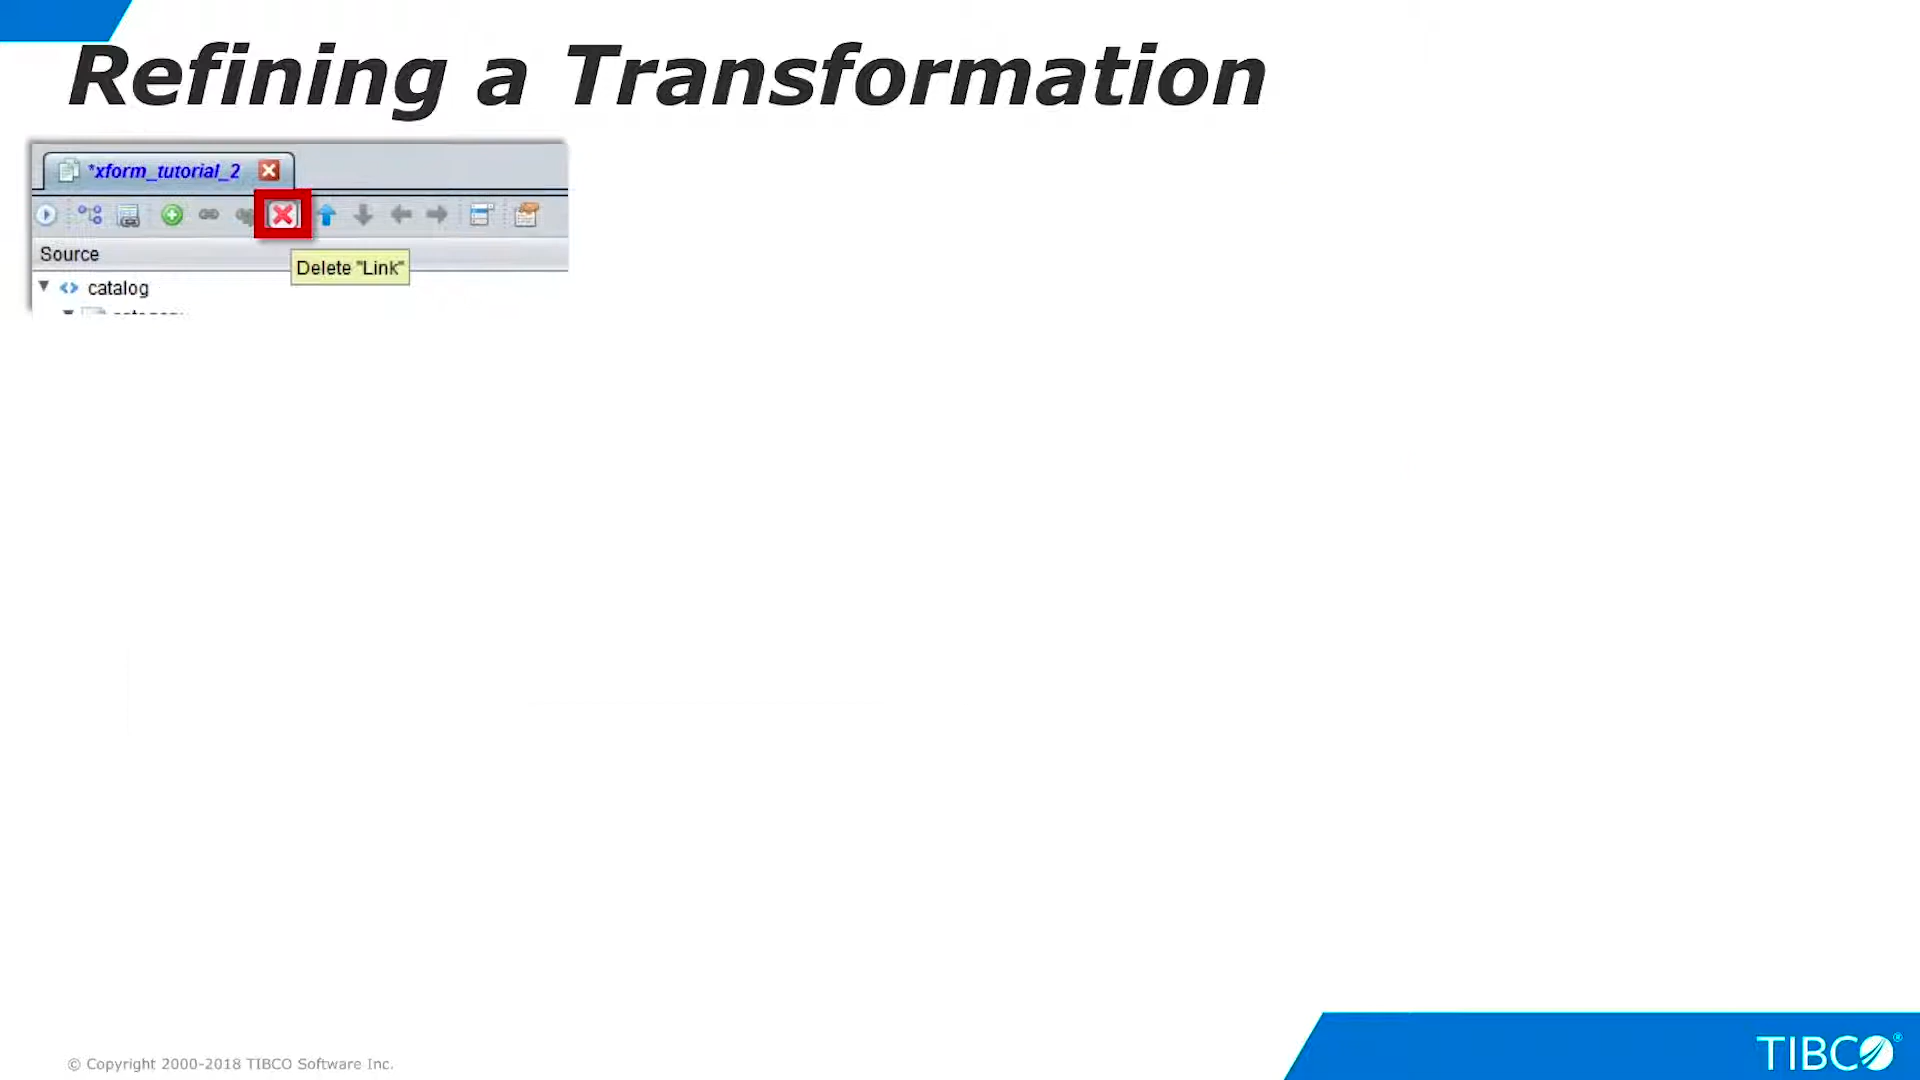 Refining a Transformation
*xform_tutorial_2
Source
Delete "Link"
catalog
© Copyright 2000-2018 TIBCO Software Inc.
TIBCO®